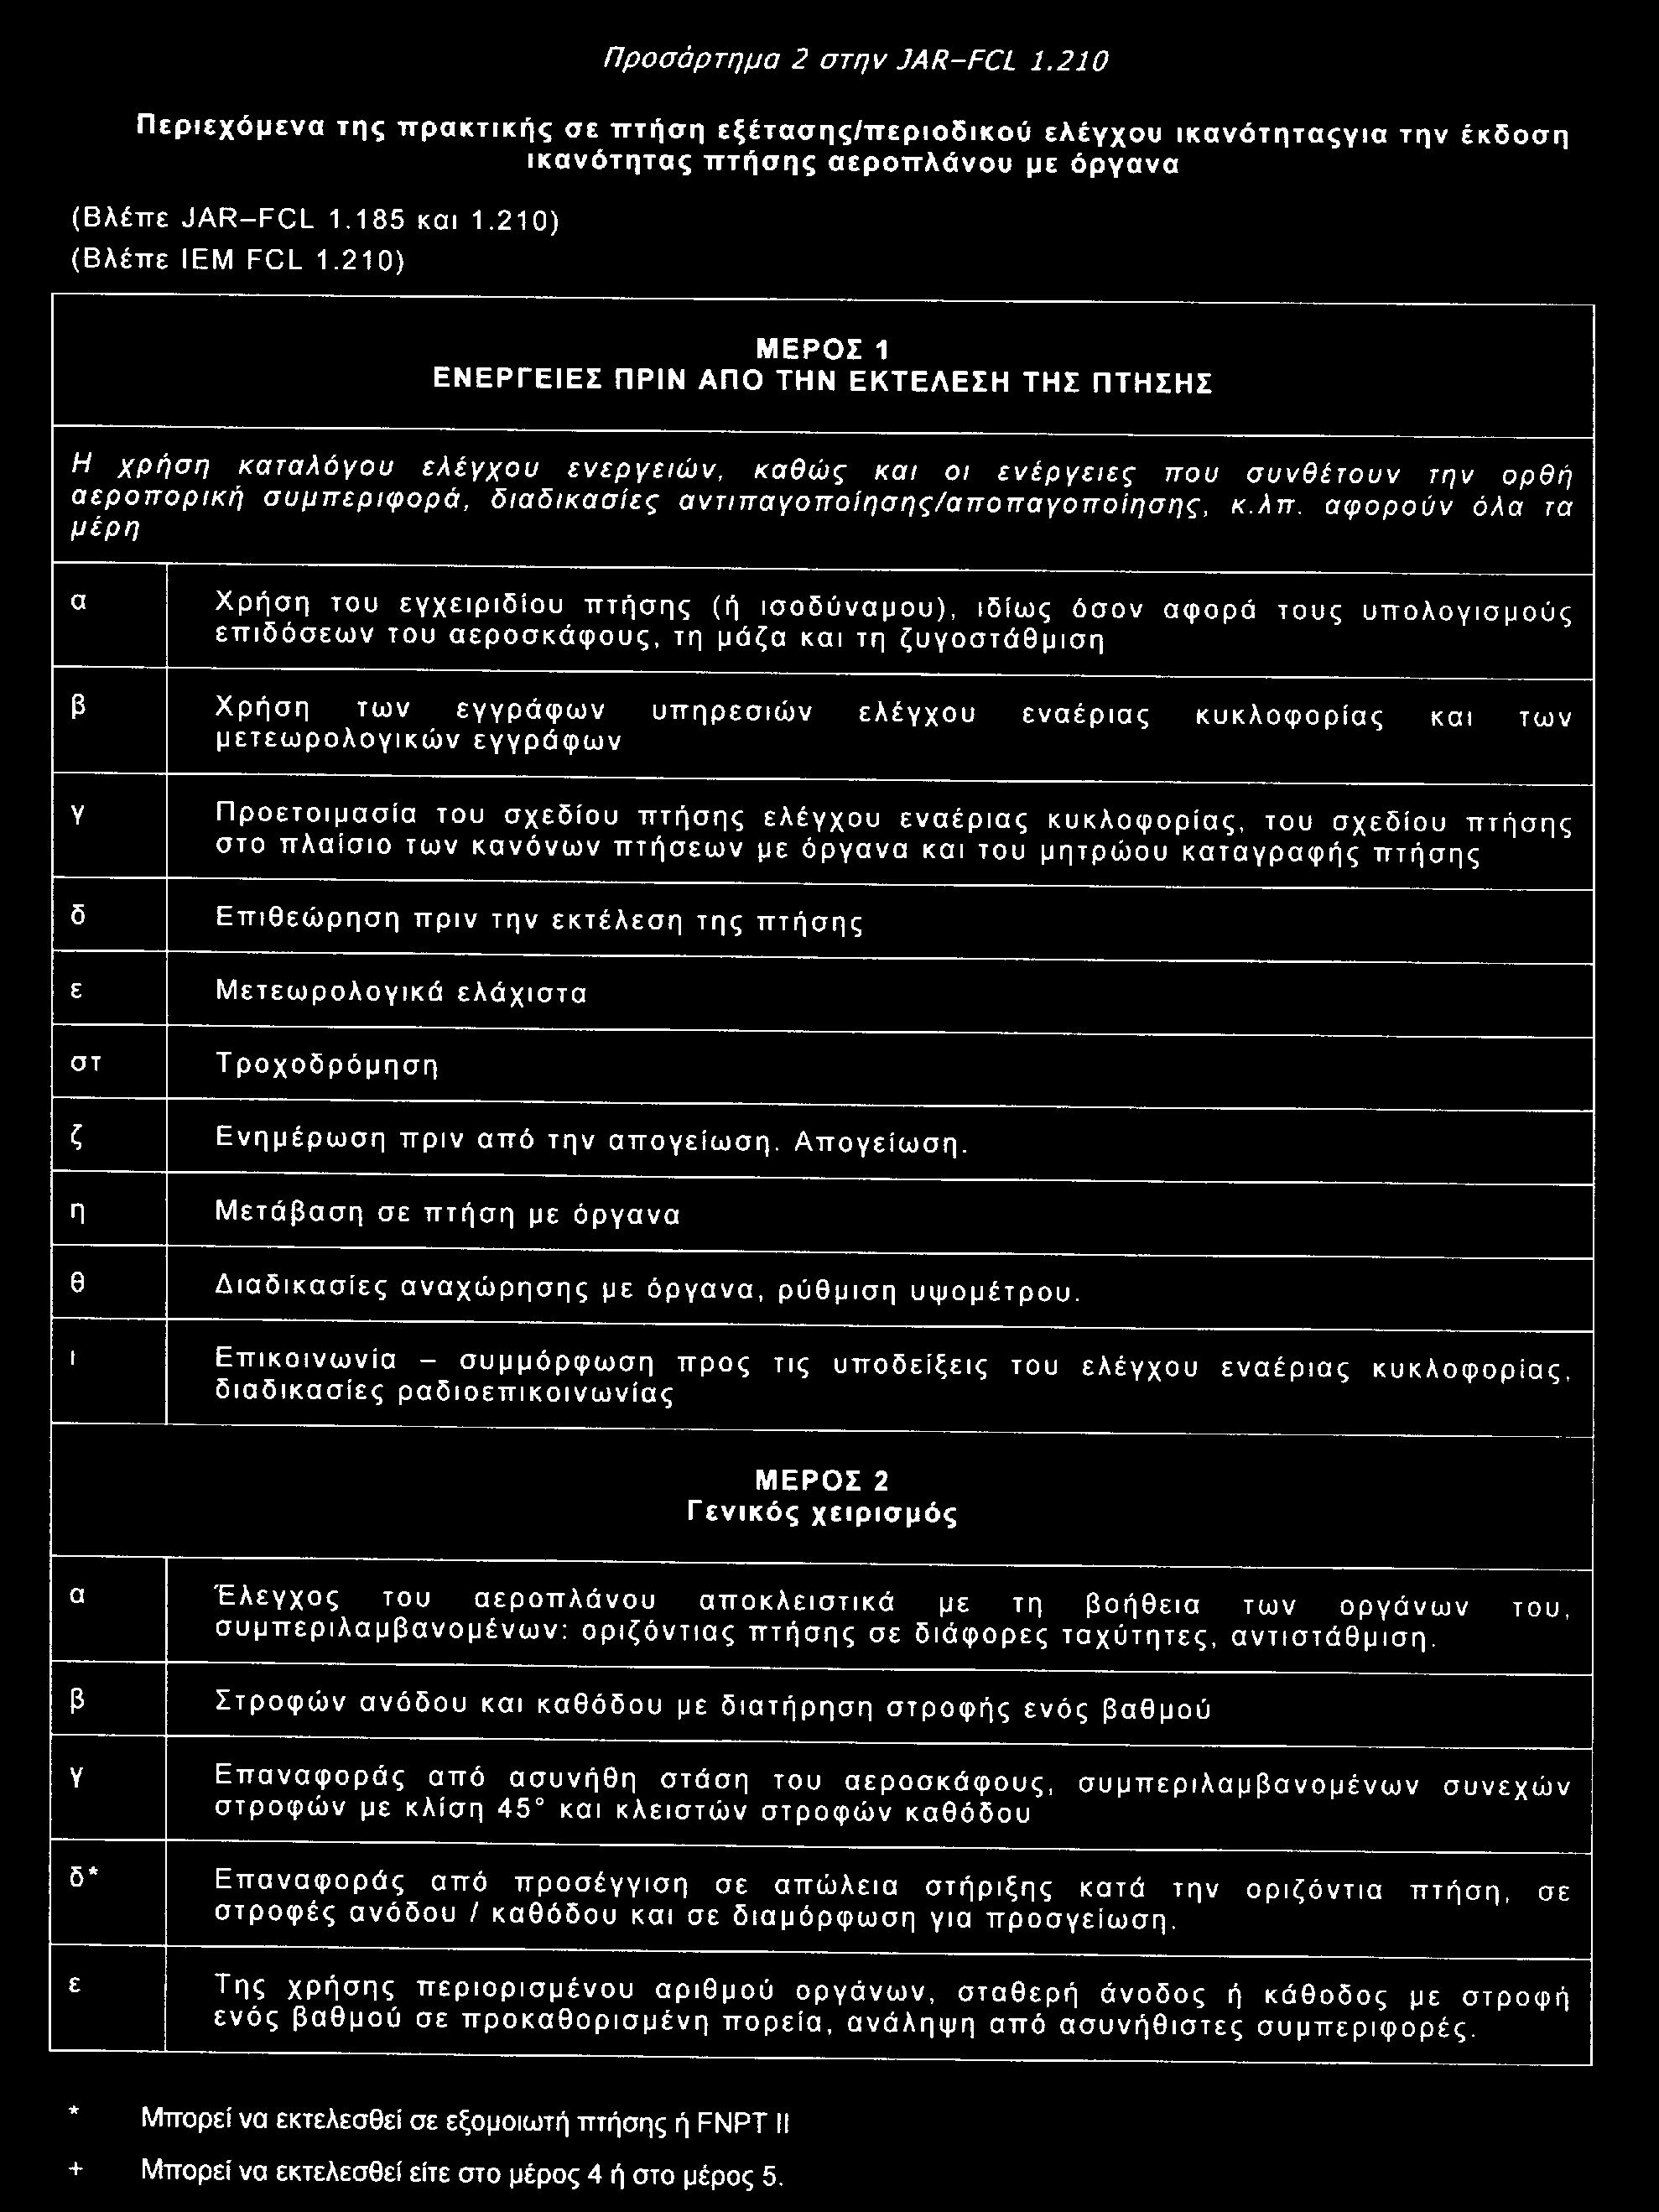 Προσάρτημα 2 στην JAR–FCL 1.210
Περιεχόμενα της πρακτικής σε πτήση εξέτασης/περιοδικού ελέγχου ικανότηταςγια την έκδοση
ικανότητας πτήσης αεροπλάνου με όργανα
(Βλέπε JAR–FCL 1.185 και 1.210)
(Βλέπε IEM FCL 1.210)
ΜΕΡΟΣ 1
ΕΝΕΡΓΕΙΕΣ ΠΡΙΝ ΑΠΟ ΤΗΝ ΕΚΤΕΛΕΣΗ ΤΗΣ ΠΤΗΣΗΣ
Η χρήση καταλόγου ελέγχου ενεργειών, καθώς και οι ενέργειες που συνθέτουν την ορθή
αεροπορική συμπεριφορά, διαδικασίες αντιπαγοποίησης/αποπαγοποίησης, κ.λπ. αφορούν όλα τα
μέρη
α Χρήση του εγχειριδίου πτήσης (ή ισοδύναμου), ιδίως όσον αφορά τους υπολογισμούς
επιδόσεων του αεροσκάφους, τη μάζα και τη ζυγοστάθμιση
β Χρήση των εγγράφων υπηρεσιών ελέγχου εναέριας κυκλοφορίας και των
μετεωρολογικών εγγράφων
γ Προετοιμασία του σχεδίου πτήσης ελέγχου εναέριας κυκλοφορίας, του σχεδίου πτήσης
στο πλαίσιο των κανόνων πτήσεων με όργανα και του μητρώου καταγραφής πτήσης
δ Επιθεώρηση πριν την εκτέλεση της πτήσης
ε Μετεωρολογικά ελάχιστα
στ Τροχοδρόμηση
ζ Ενημέρωση πριν από την απογείωση. Απογείωση.
η Μετάβαση σε πτήση με όργανα
θ Διαδικασίες αναχώρησης με όργανα, ρύθμιση υψομέτρου.
ι Επικοινωνία – συμμόρφωση προς τις υποδείξεις του ελέγχου εναέριας κυκλοφορίας,
διαδικασίες ραδιοεπικοινωνίας
ΜΕΡΟΣ 2
Γενικός χειρισμός
α Έλεγχος του αεροπλάνου αποκλειστικά με τη βοήθεια των οργάνων του,
συμπεριλαμβανομένων: οριζόντιας πτήσης σε διάφορες ταχύτητες, αντιστάθμιση.
β Στροφών ανόδου και καθόδου με διατήρηση στροφής ενός βαθμού
γ Επαναφοράς από ασυνήθη στάση του αεροσκάφους, συμπεριλαμβανομένων συνεχών
στροφών με κλίση 45° και κλειστών στροφών καθόδου
δ* Επαναφοράς από προσέγγιση σε απώλεια στήριξης κατά την οριζόντια πτήση, σε
στροφές ανόδου / καθόδου και σε διαμόρφωση για προσγείωση.
ε Της χρήσης περιορισμένου αριθμού οργάνων, σταθερή άνοδος ή κάθοδος με στροφή
ενός βαθμού σε προκαθορισμένη πορεία, ανάληψη από ασυνήθιστες συμπεριφορές.
* Μπορεί να εκτελεσθεί σε εξομοιωτή πτήσης ή FNPT II
+ Μπορεί να εκτελεσθεί είτε στο μέρος 4 ή στο μέρος 5.